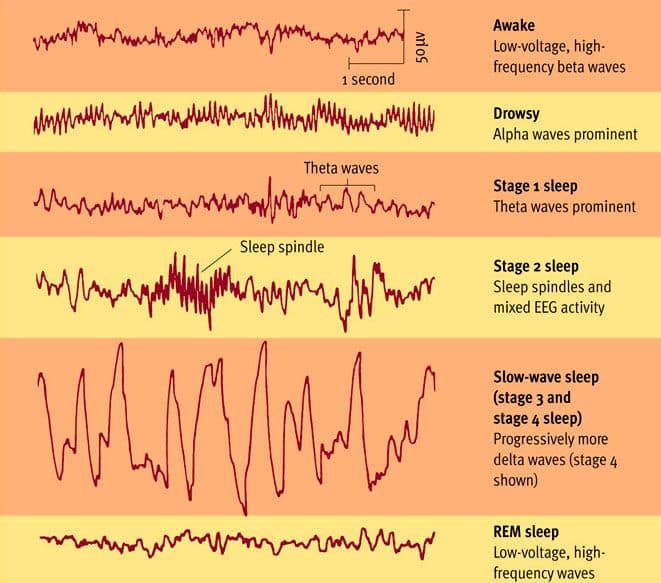 Awake
Low-voltage, high-
frequency beta waves
50 μv
1 second
Drowsy
Alpha waves prominent
Theta waves
Stage 1 sleep
Theta waves prominent
Sleep spindle
Stage 2 sleep
Sleep spindles and
mixed EEG activity
Slow-wave sleep
(stage 3 and
stage 4 sleep)
Progressively more
delta waves (stage 4
shown)
REM sleep
Low-voltage, high-
frequency waves